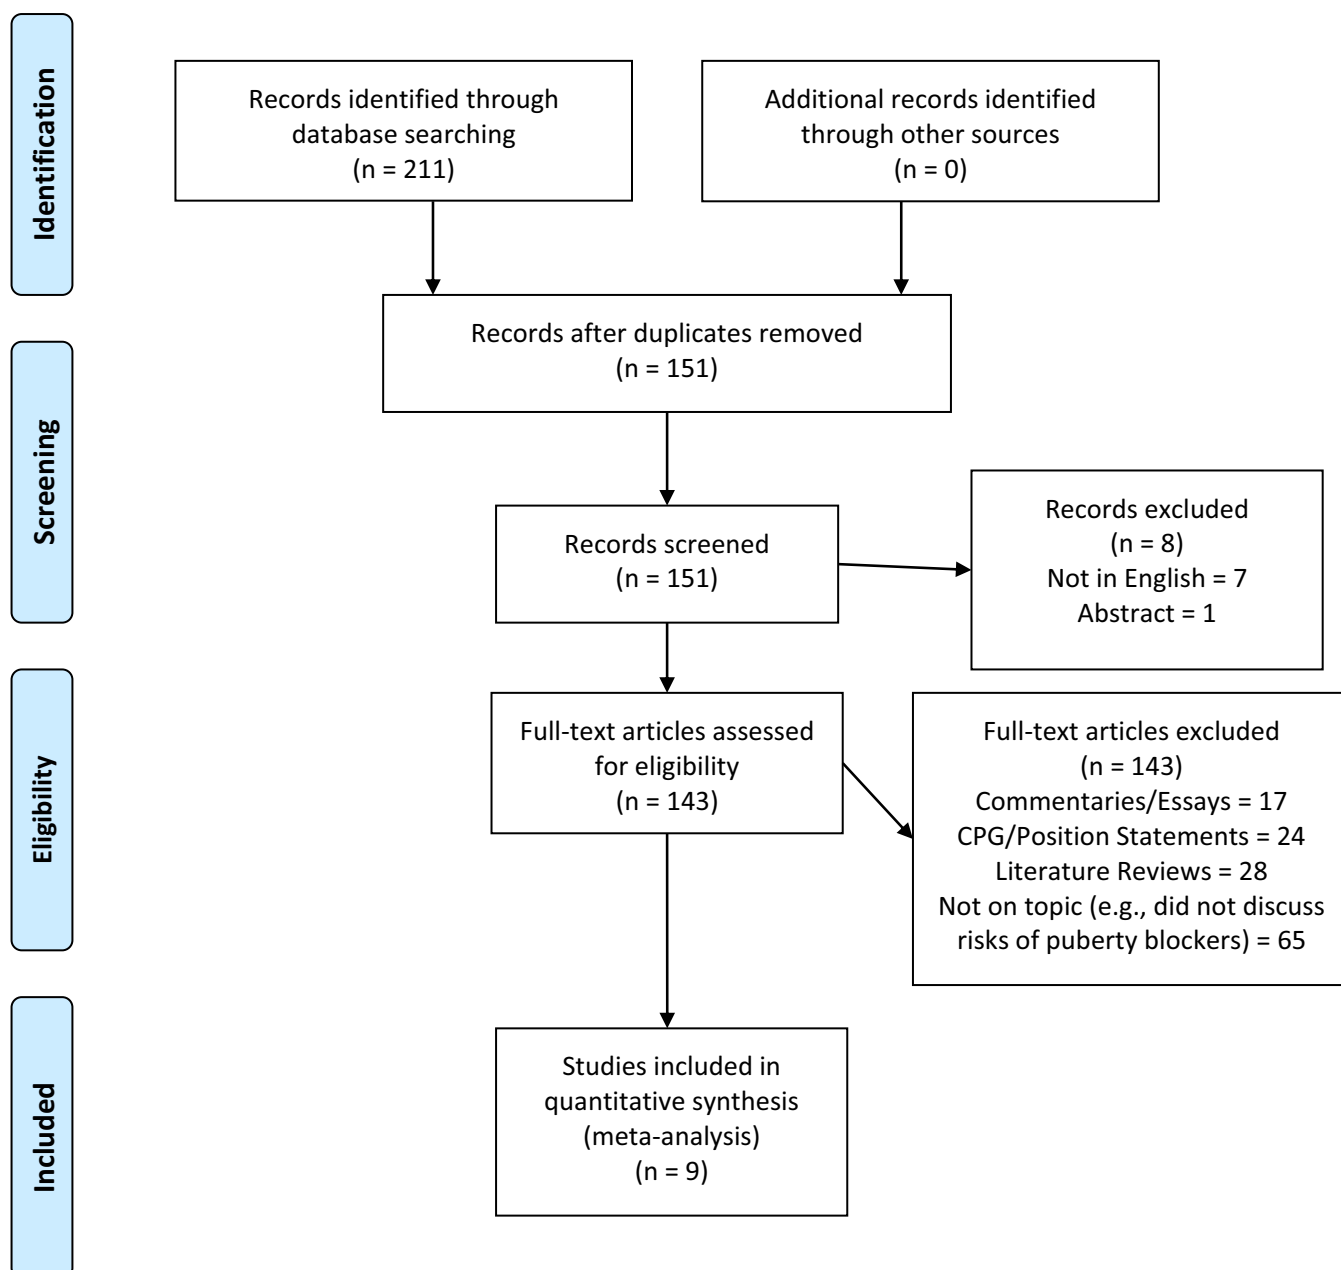 Identification
Records identified through
database searching
(n = 211)
Additional records identified
through other sources
(n = 0)
Records after duplicates removed
(n = 151)
Screening
Records screened
(n = 151)
Records excluded
(n = 8)
Not in English = 7
Abstract = 1
Eligibility
Full-text articles assessed
for eligibility
(n = 143)
Full-text articles excluded
(n = 143)
Commentaries/Essays = 17
CPG/Position Statements = 24
Literature Reviews = 28
Not on topic (e.g., did not discuss
risks of puberty blockers) = 65
Included
Studies included in
quantitative synthesis
(meta-analysis)
(n = 9)